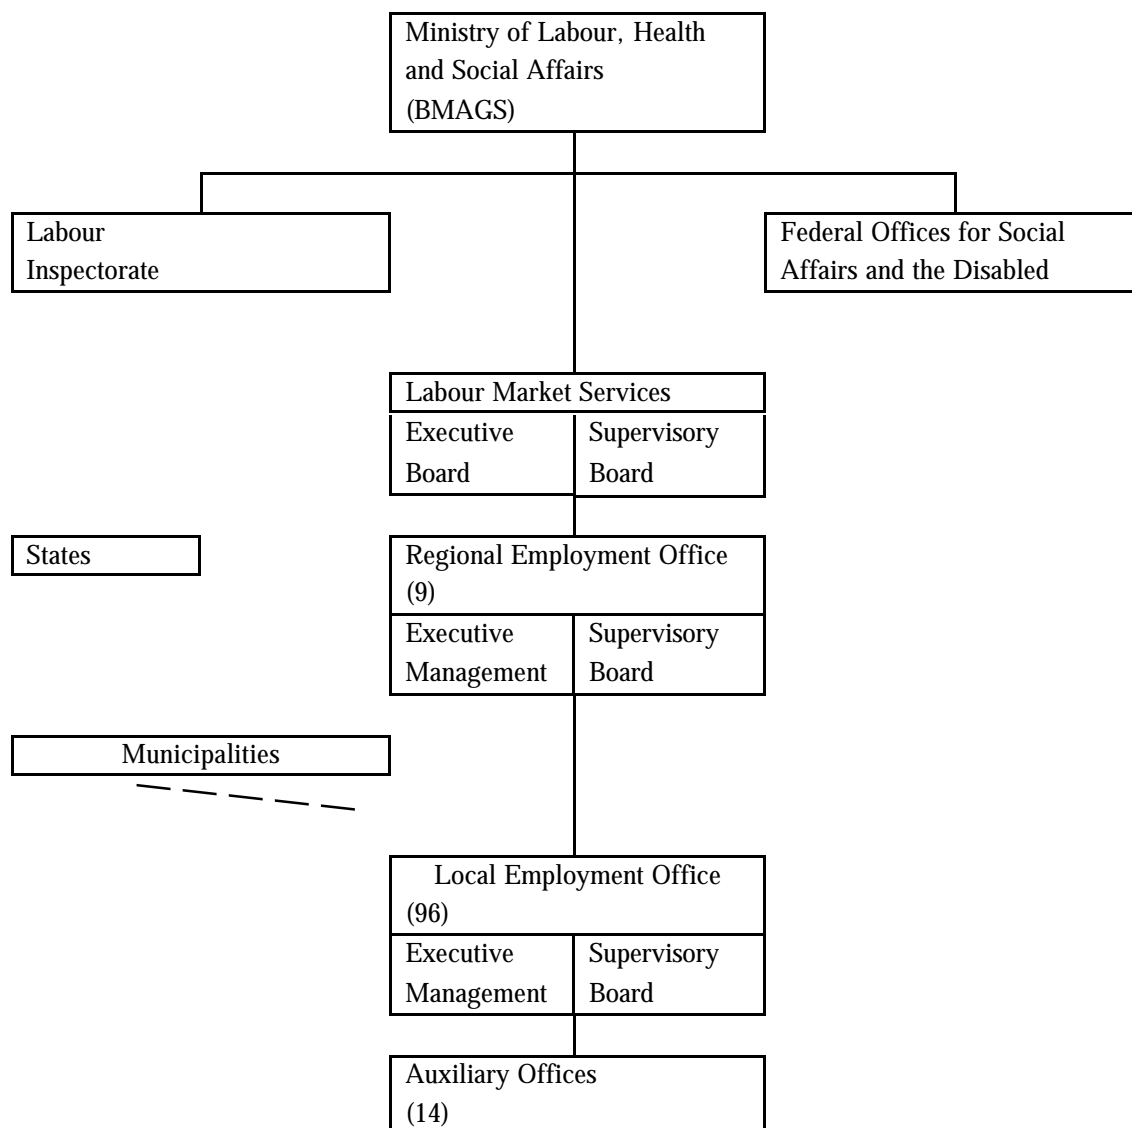 Ministry of Labour, Health
and Social Affairs
(BMAGS)
Labour
Inspectorate
Federal Offices for Social
Affairs and the Disabled
Labour Market Services
Executive
Board
Supervisory
Board
States
Regional Employment Office
(9)
Executive
Management
Supervisory
Board
Municipalities
Local Employment Office
(96)
Executive
Management
Supervisory
Board
Auxiliary Offices
(14)